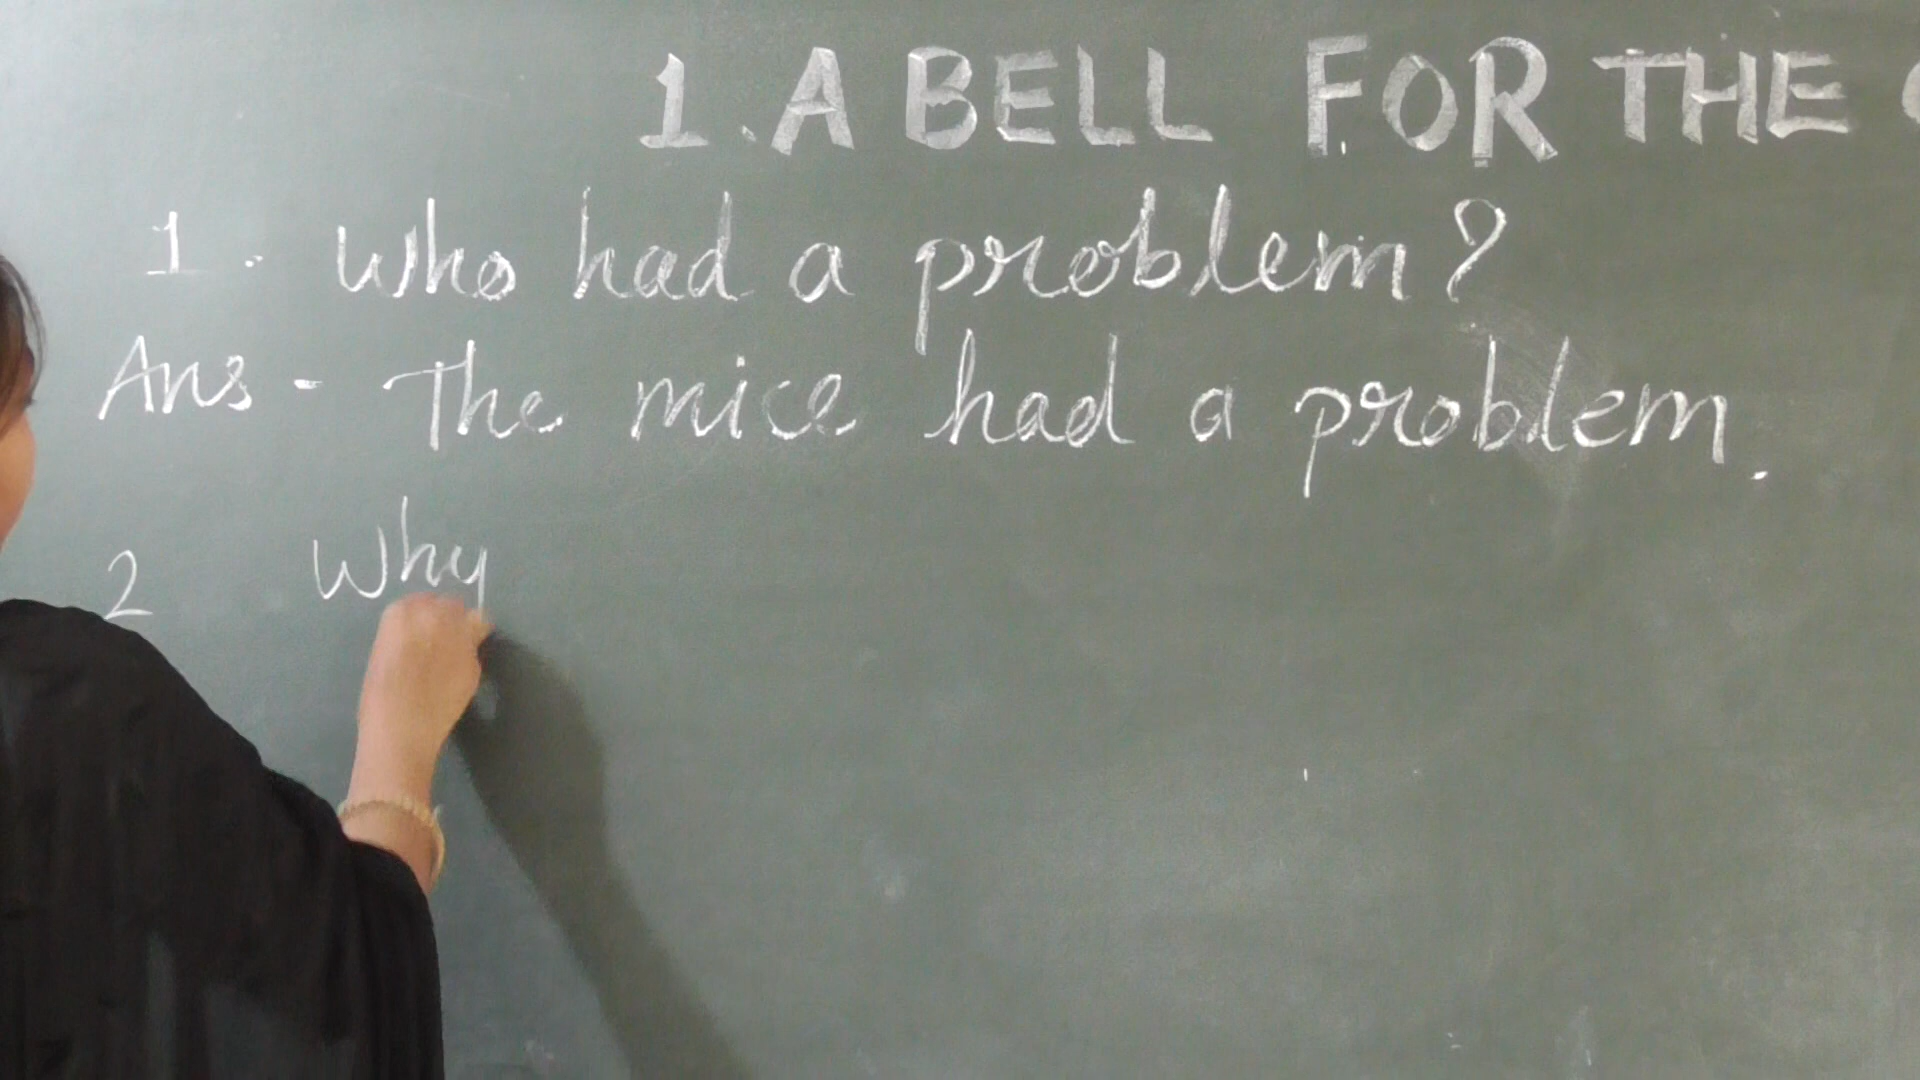 1. A BELL FOR THE
1. Who had a problem?
Ans - The mice had a problem.
2 Why